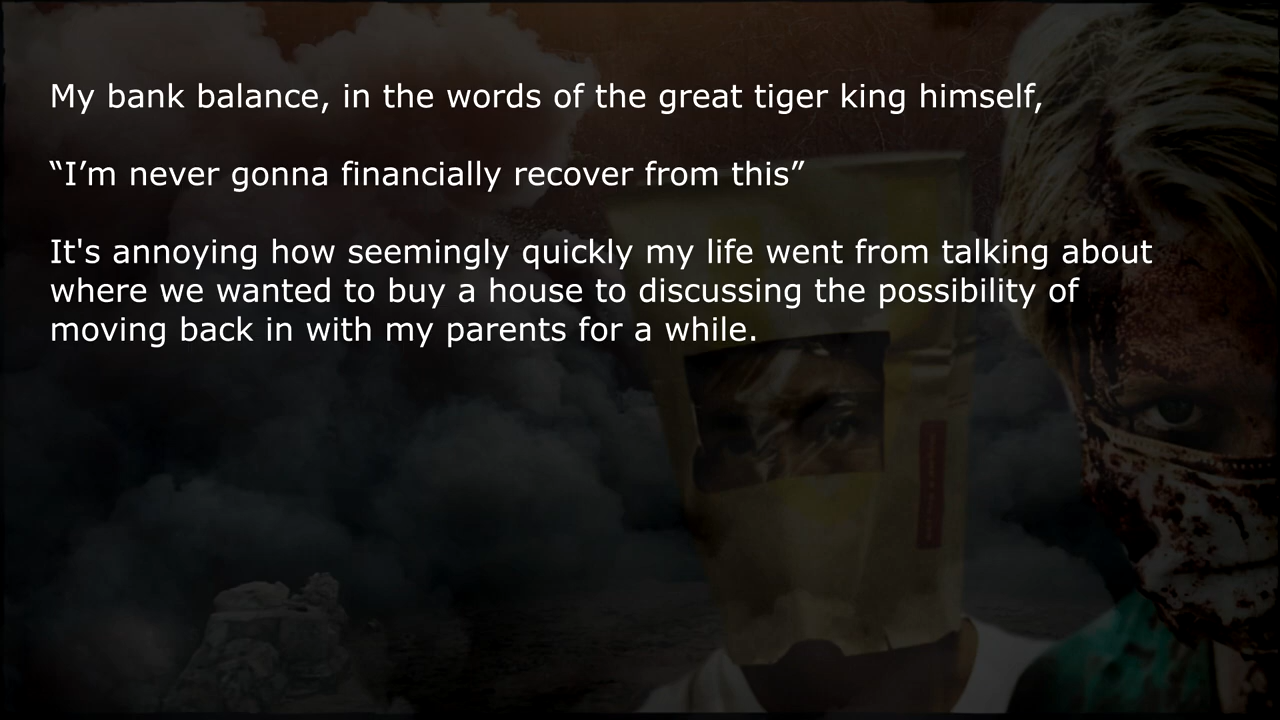 My bank balance, in the words of the great tiger king himself,
“I’m never gonna financially recover from this”
It's annoying how seemingly quickly my life went from talking about
where we wanted to buy a house to discussing the possibility of
moving back in with my parents for a while.